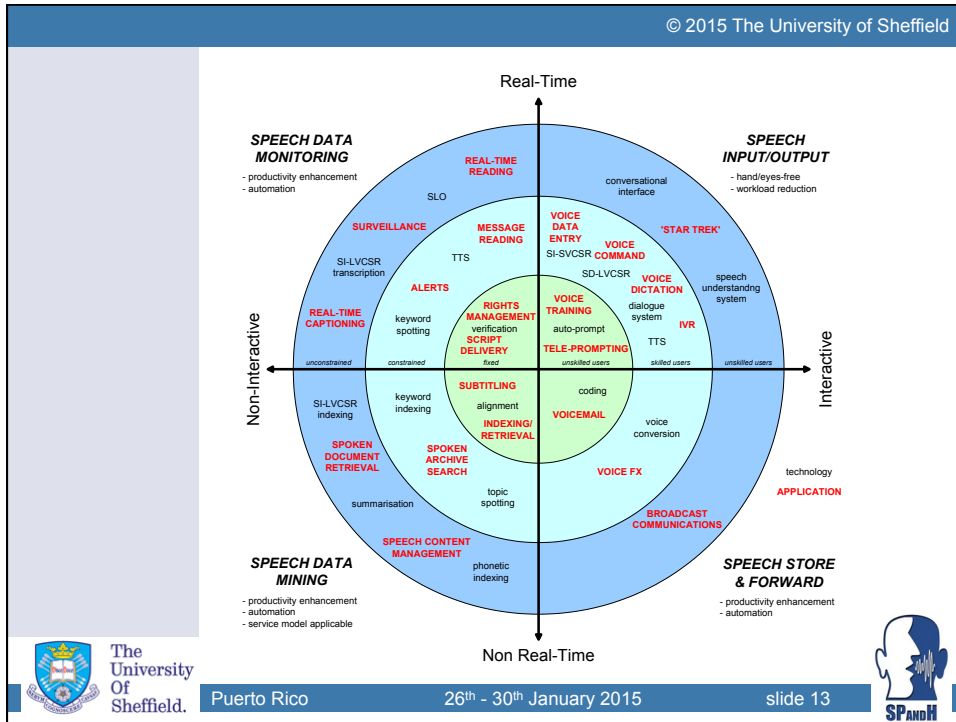 © 2015 The University of Sheffield
Real-Time
SPEECH DATA
MONITORING
- productivity enhancement
- automation
SPEECH
INPUT/OUTPUT
- hand/eyes-free
- workload reduction
REAL-TIME
READING
SLO
SURVEILLANCE
SI-LVCSR
transcription
REAL-TIME
CAPTIONING
unconstrained
MESSAGE
READING
TTS
ALERTS
keyword
spotting
constrained
RIGHTS
MANAGEMENT
verification
SCRIPT
DELIVERY
fixed
VOICE
TRAINING
auto-prompt
TELE-PROMPTING
unskilled users
VOICE
DATA
ENTRY
SI-SVCSR
VOICE
COMMAND
SD-LVCSR
VOICE
DICTATION
dialogue
system
IVR
TTS
skilled users
conversational
interface
'STAR TREK'
speech
understandng
system
unskilled users
Non-Interactive
Interactive
SI-LVCSR
indexing
SPOKEN
DOCUMENT
RETRIEVAL
summarisation
SPEECH CONTENT
MANAGEMENT
phonetic
indexing
keyword
indexing
SPOKEN
ARCHIVE
SEARCH
topic
spotting
SUBTITLING
alignment
INDEXING/
RETRIEVAL
coding
VOICEMAIL
voice
conversion
VOICE FX
BROADCAST
COMMUNICATIONS
technology
APPLICATION
SPEECH DATA
MINING
- productivity enhancement
- automation
- service model applicable
SPEECH STORE
& FORWARD
- productivity enhancement
- automation
Non Real-Time
The
University
Of
Sheffield.
Puerto Rico
26th - 30th January 2015
slide 13
SPANDH